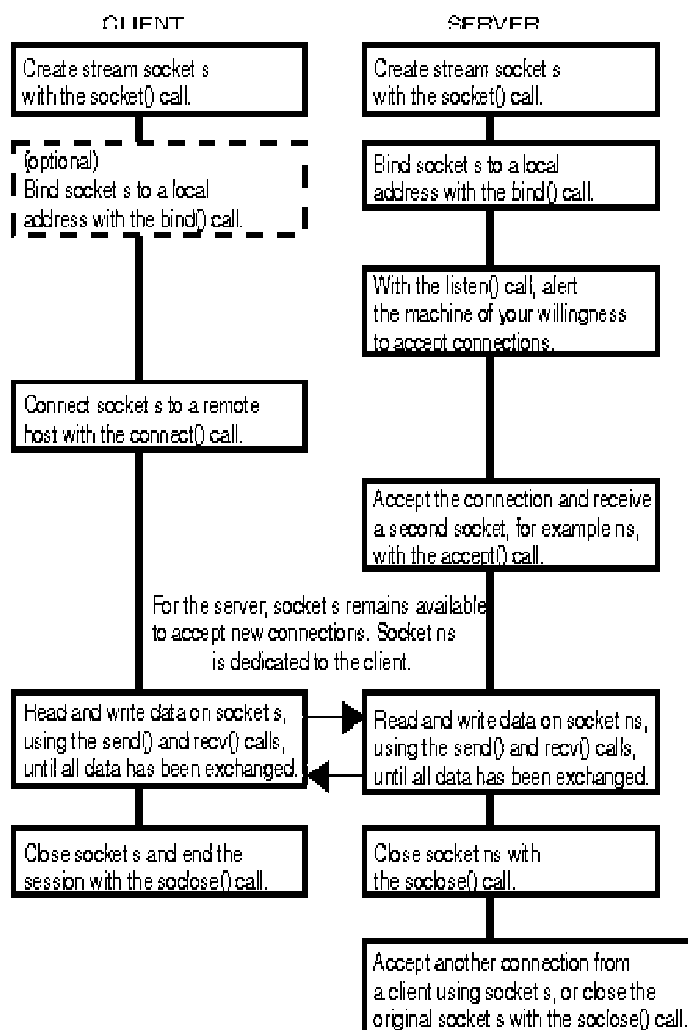 CLIENT
Create stream socket s
with the socket() call.
(optional)
Bind socket s to a local
address with the bind() call.
Connect socket s to a remote
host with the connect() call.
For the server, socket s remains available
to accept new connections. Socket ns
is dedicated to the client.
Read and write data on socket s,
using the send() and recv() calls,
until all data has been exchanged.
Close socket s and end the
session with the soclose() call.
SERVER
Create stream socket s
with the socket() call.
Bind socket s to a local
address with the bind() call.
With the listen() call, alert
the machine of your willingness
to accept connections.
Accept the connection and receive
a second socket, for example ns,
with the accept() call.
Read and write data on socket ns,
using the send() and recv() calls,
until all data has been exchanged.
Close socket ns with
the soclose() call.
Accept another connection from
a client using socket s, or close the
original socket s with the soclose() call.